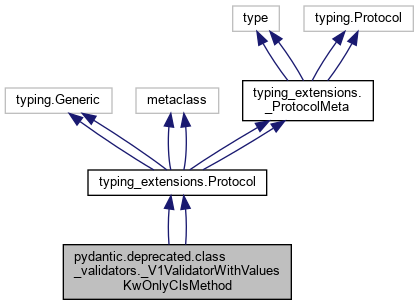 type
typing.Protocol
typing.Generic
metaclass
typing_extensions.
_ProtocolMeta
typing_extensions.Protocol
pydantic.deprecated.class
_validators._V1ValidatorWithValues
KwOnlyClsMethod